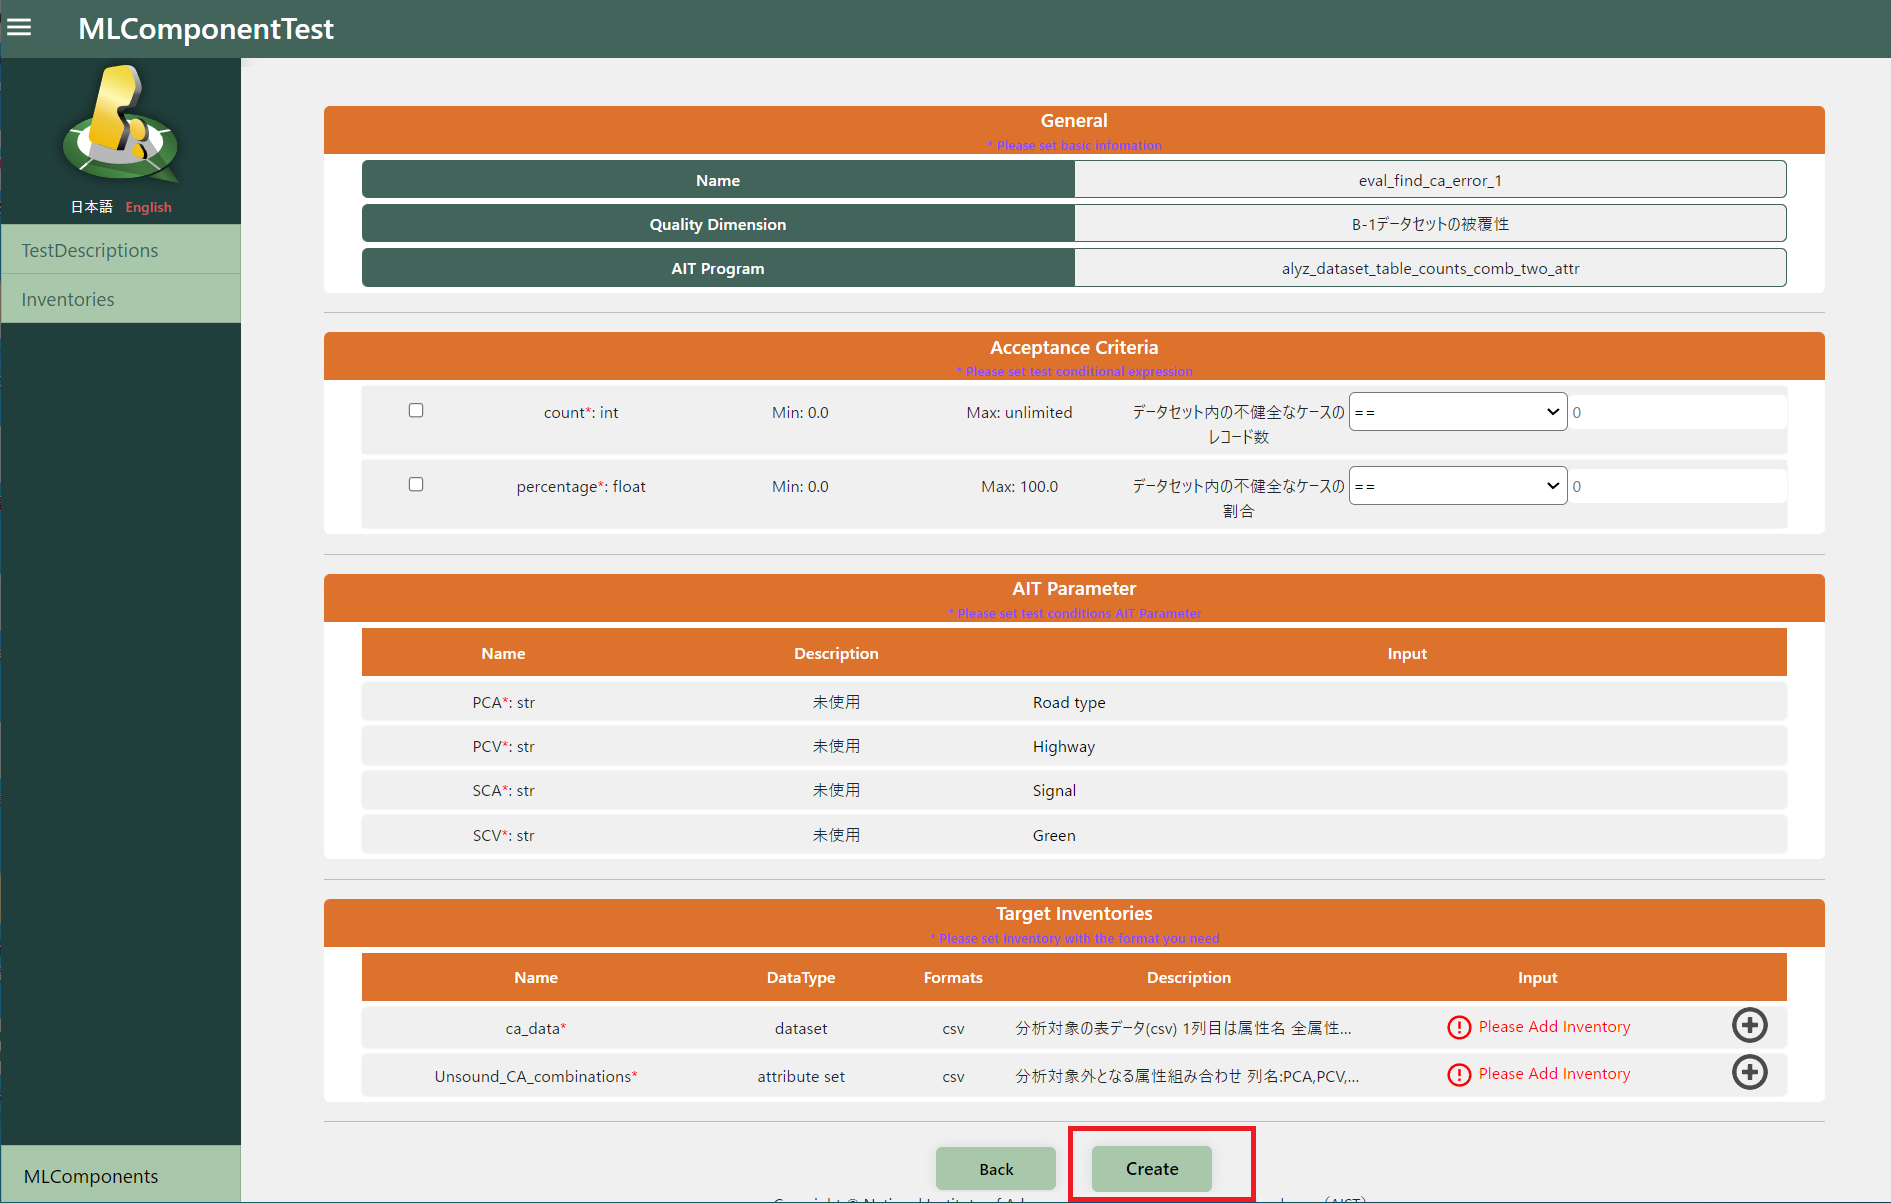 MLComponentTest
日本語 English
TestDescriptions
Inventories
MLComponents
General
* Please set basic infomation
Name eval_find_ca_error_1
Quality Dimension B-1データセットの被覆性
AIT Program alyz_dataset_table_counts_comb_two_attr
Acceptance Criteria
* Please set test conditional expression
count*: int Min: 0.0 Max: unlimited データセット内の不健全なケースの == 0
レコード数
percentage*: float Min: 0.0 Max: 100.0 データセット内の不健全なケースの == 0
割合
AIT Parameter
* Please set test conditions AIT Parameter
Name Description Input
PCA*: str 未使用 Road type
PCV*: str 未使用 Highway
SCA*: str 未使用 Signal
SCV*: str 未使用 Green
Target Inventories
* Please set inventory with the format you need
Name DataType Formats Description Input
ca_data* dataset csv 分析対象の表データ(csv) 1列目は属性名 全属性... Please Add Inventory
Unsound_CA_combinations* attribute set csv 分析対象外となる属性組み合わせ 列名:PCA,PCV,... Please Add Inventory
Back Create